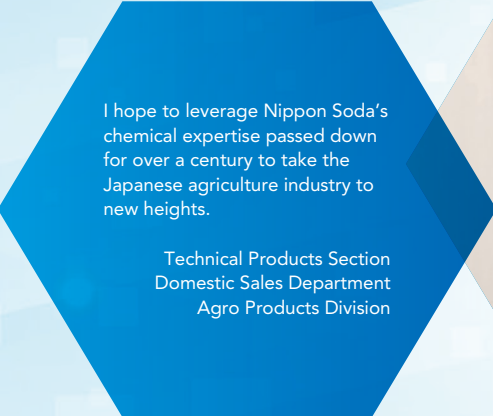 I hope to leverage Nippon Soda’s
chemical expertise passed down
for over a century to take the
Japanese agriculture industry to
new heights.
Technical Products Section
Domestic Sales Department
Agro Products Division